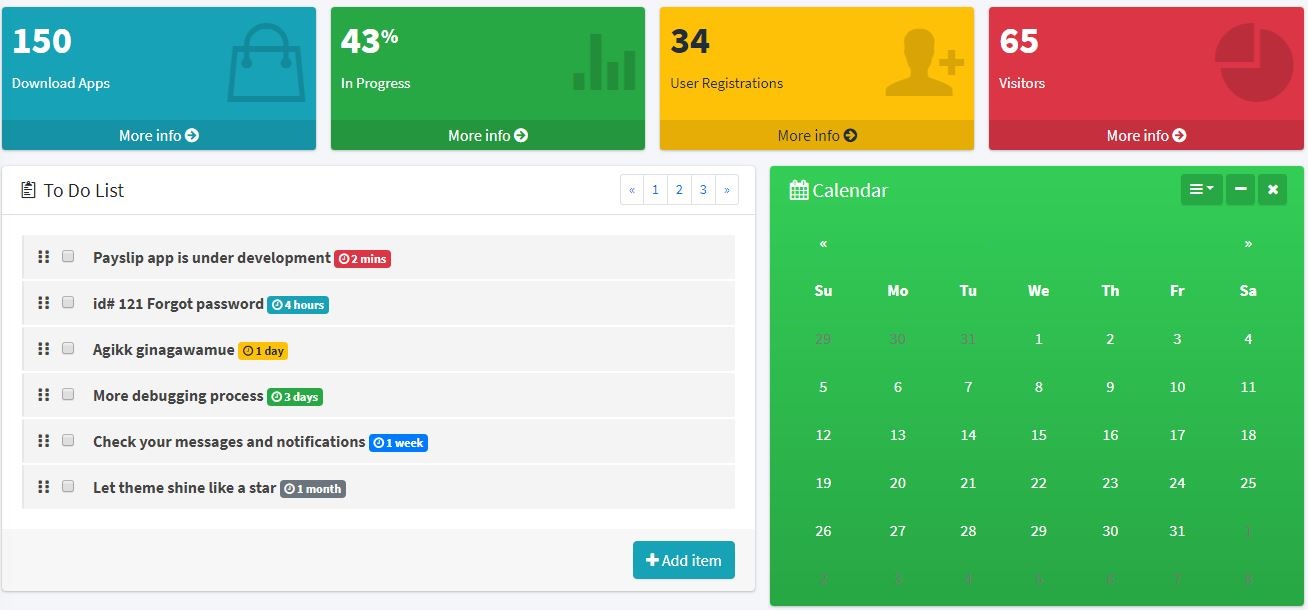 150
Download Apps
More info
43%
In Progress
More info
34
User Registrations
More info
65
Visitors
More info
To Do List
« 1 2 3 »
Payslip app is under development 2 mins
id# 121 Forgot password 4 hours
Agikk ginagawamue 1 day
More debugging process 3 days
Check your messages and notifications 1 week
Let theme shine like a star 1 month
Add item
Calendar
« »
Su Mo Tu We Th Fr Sa
29 30 31 1 2 3 4
5 6 7 8 9 10 11
12 13 14 15 16 17 18
19 20 21 22 23 24 25
26 27 28 29 30 31 1
2 3 4 5 6 7 8